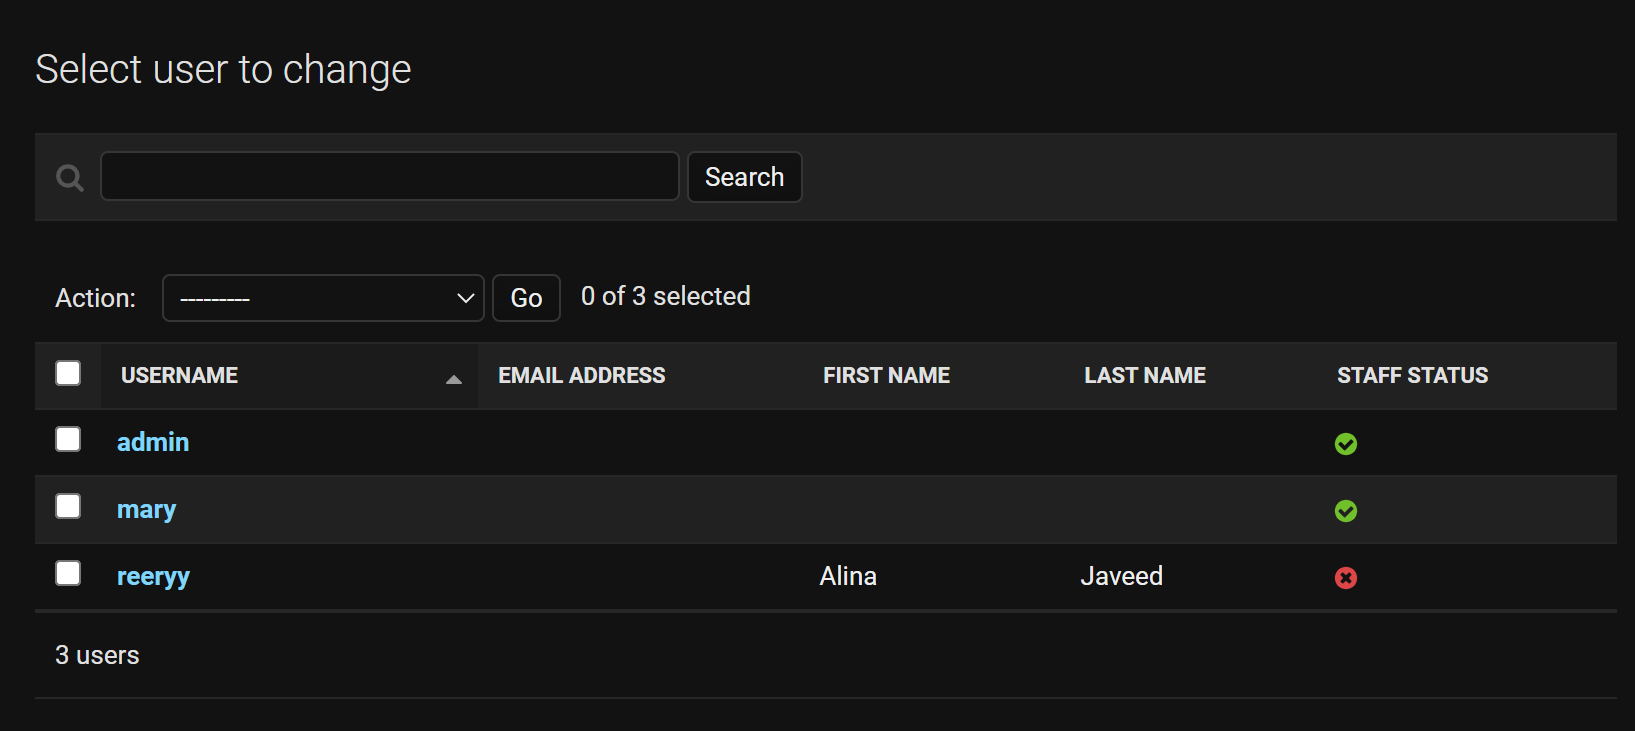 Select user to change
Search
Action: --------- Go 0 of 3 selected
USERNAME EMAIL ADDRESS FIRST NAME LAST NAME STAFF STATUS
admin
mary
reeryy Alina Javeed
3 users